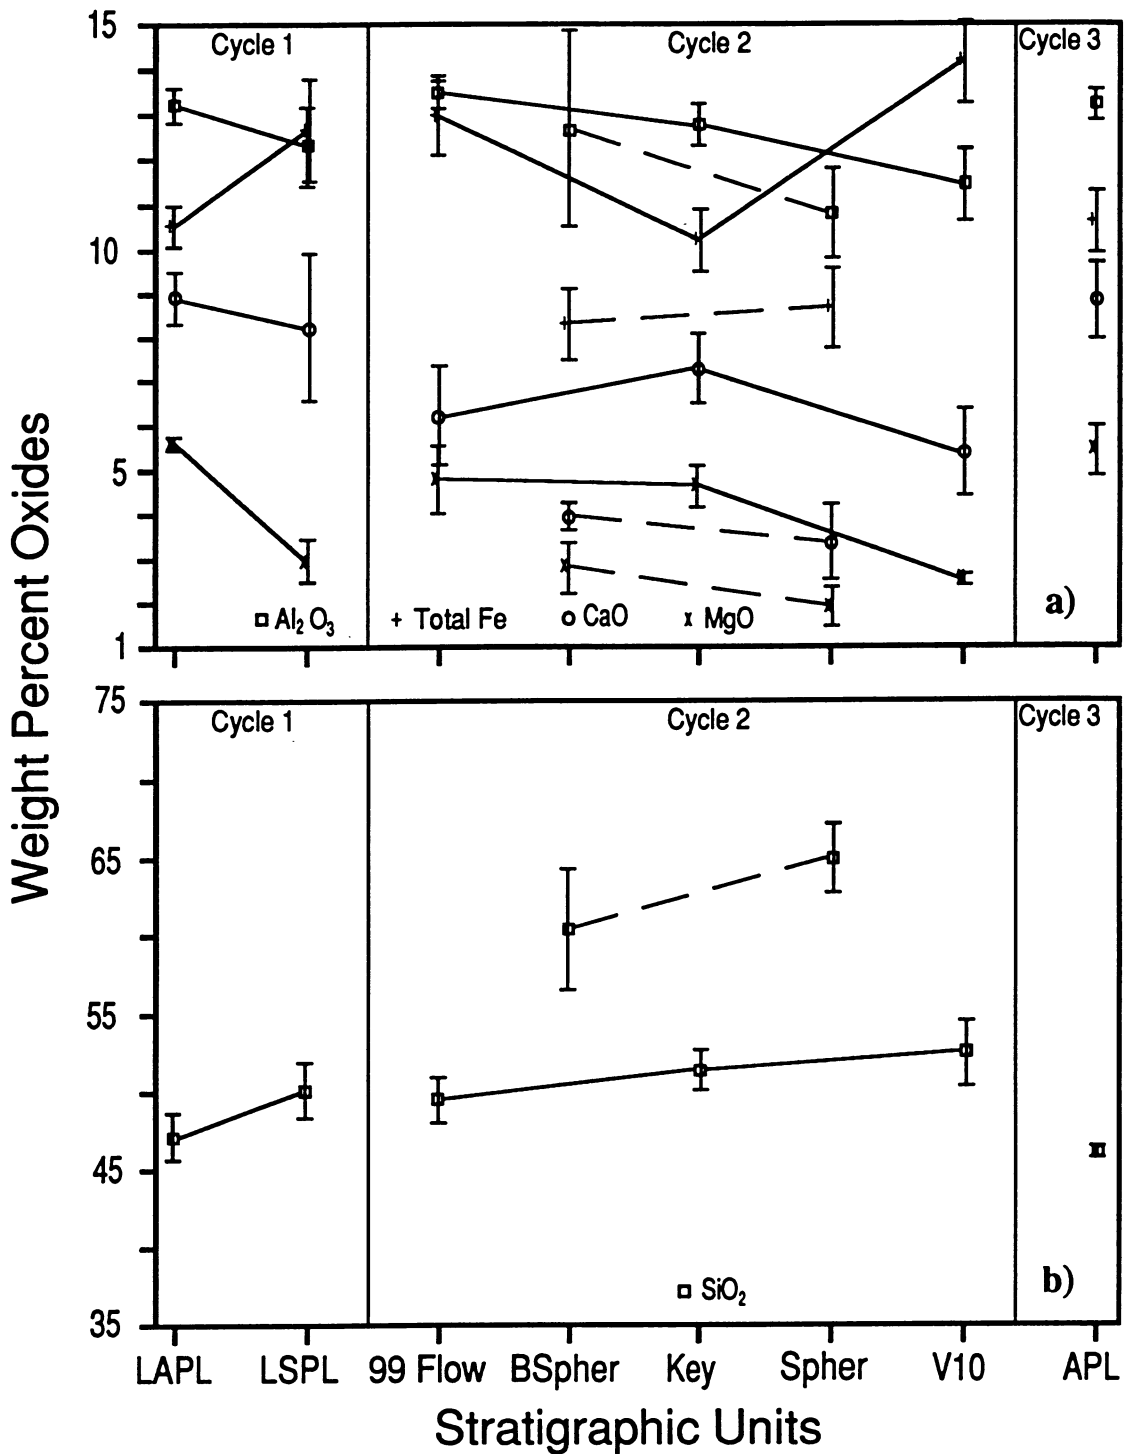 15
Cycle 1
Cycle 2
Cycle 3
10
5
1
a)
Al₂O₃
+ Total Fe
CaO
x MgO
Weight Percent Oxides
75
Cycle 1
Cycle 2
Cycle 3
65
55
45
35
b)
SiO₂
LAPL LSPL 99 Flow BSpher Key Spher V10 APL
Stratigraphic Units